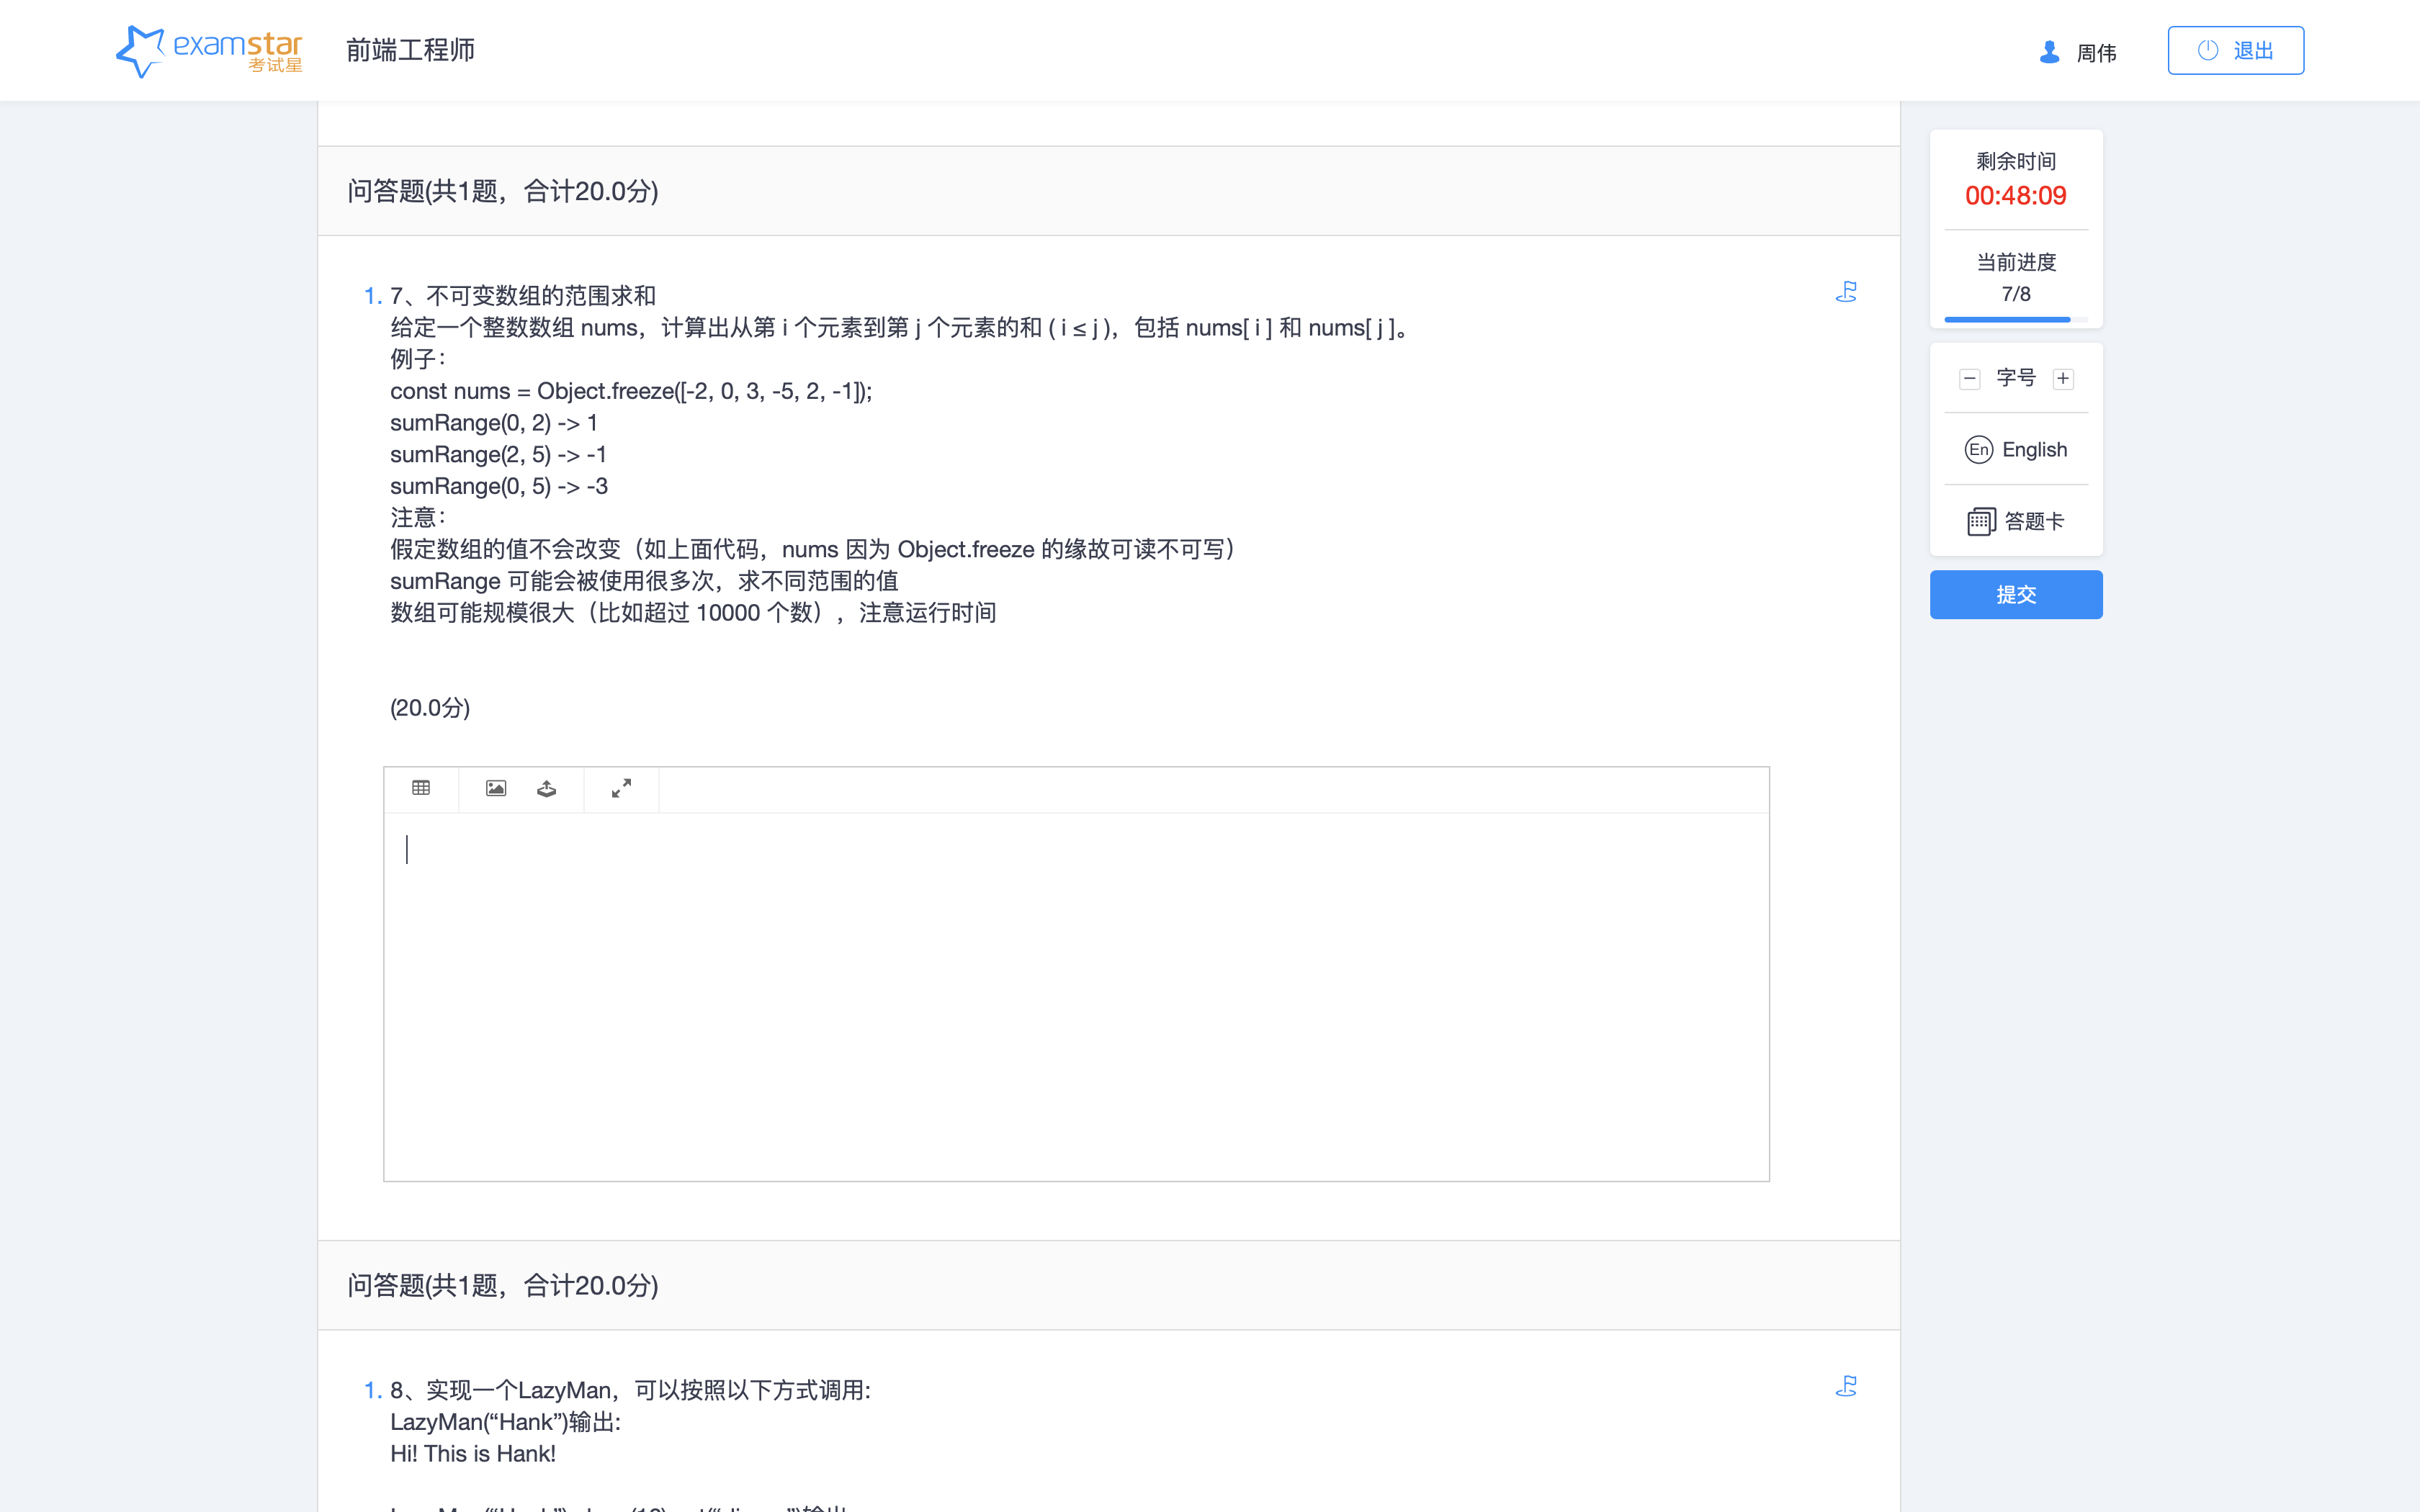 examstar
考试星
前端工程师
周伟
退出
问答题(共1题，合计20.0分)
1. 7、不可变数组的范围求和
给定一个整数数组 nums，计算出从第 i 个元素到第 j 个元素的和 ( i ≤ j )，包括 nums[ i ] 和 nums[ j ]。
例子：
const nums = Object.freeze([-2, 0, 3, -5, 2, -1]);
sumRange(0, 2) -> 1
sumRange(2, 5) -> -1
sumRange(0, 5) -> -3
注意：
假定数组的值不会改变（如上面代码，nums 因为 Object.freeze 的缘故可读不可写）
sumRange 可能会被使用很多次，求不同范围的值
数组可能规模很大（比如超过 10000 个数），注意运行时间
(20.0分)
问答题(共1题，合计20.0分)
1. 8、实现一个LazyMan，可以按照以下方式调用:
LazyMan(“Hank”)输出:
Hi! This is Hank!
剩余时间
00:48:09
当前进度
7/8
字号
En English
答题卡
提交